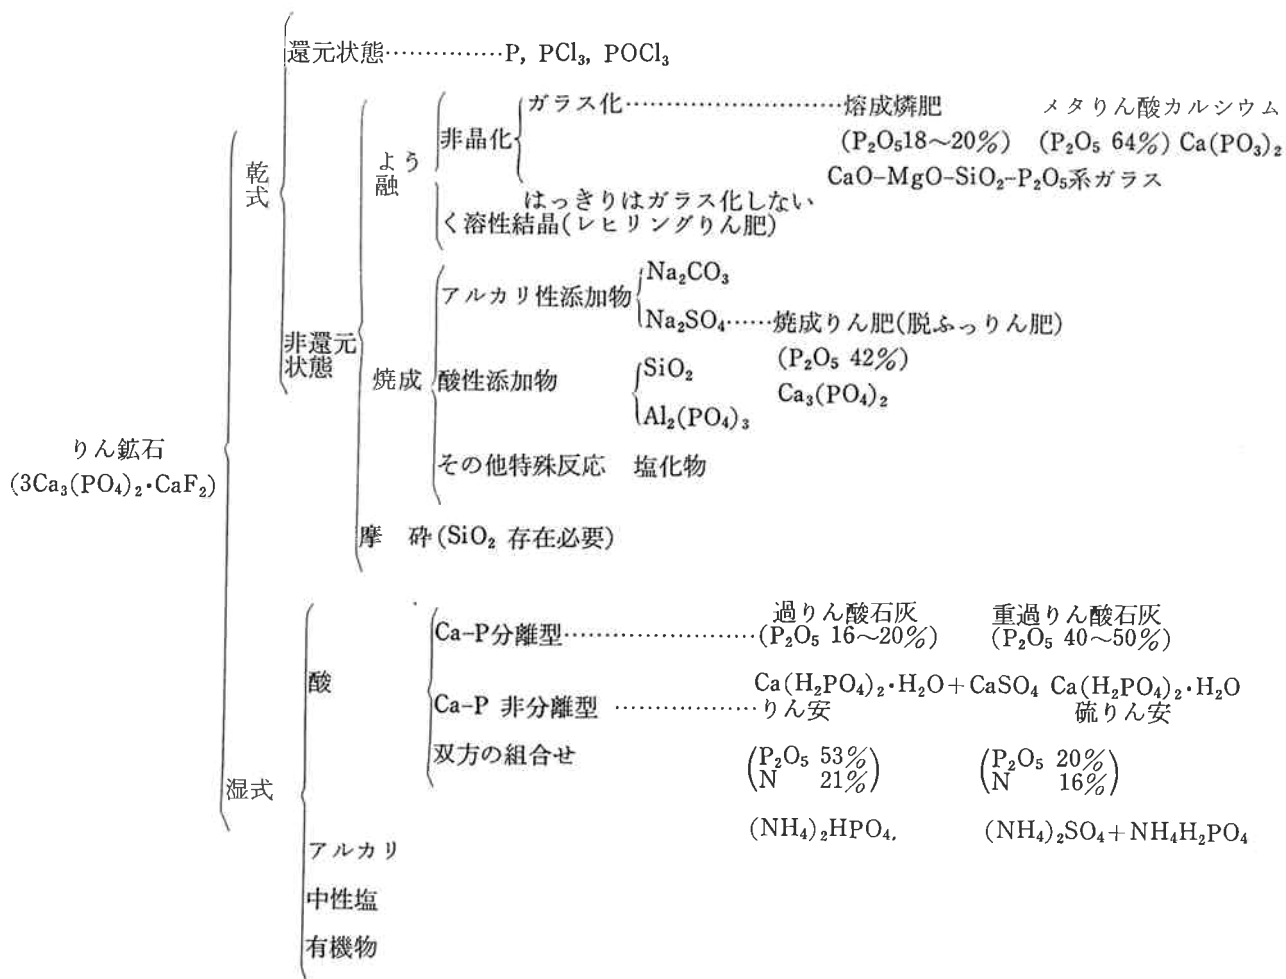 還元状態……………P, PCl₃, POCl₃
ガラス化……………………熔成燐肥 メタりん酸カルシウム
非晶化
(P₂O₅18〜20%) (P₂O₅ 64%) Ca(PO₃)₂
よう
融
乾式
CaO–MgO–SiO₂–P₂O₅系ガラス
はっきりはガラス化しない
く溶性結晶(レヒリングりん肥)
Na₂CO₃
アルカリ性添加物
Na₂SO₄……焼成りん肥(脱ふっりん肥)
非還元
状態
(P₂O₅ 42%)
焼成
酸性添加物
SiO₂
Ca₃(PO₄)₂
Al₂(PO₄)₃
りん鉱石
その他特殊反応 塩化物
(3Ca₃(PO₄)₂・CaF₂)
摩 砕(SiO₂ 存在必要)
過りん酸石灰 重過りん酸石灰
Ca–P分離型…………………(P₂O₅ 16〜20%) (P₂O₅ 40〜50%)
酸
Ca(H₂PO₄)₂・H₂O+CaSO₄ Ca(H₂PO₄)₂・H₂O
Ca–P 非分離型 ……………りん安 硫りん安
双方の組合せ
(P₂O₅ 53% (P₂O₅ 20%
N 21%) N 16%)
湿式
(NH₄)₂HPO₄. (NH₄)₂SO₄+NH₄H₂PO₄
アルカリ
中性塩
有機物